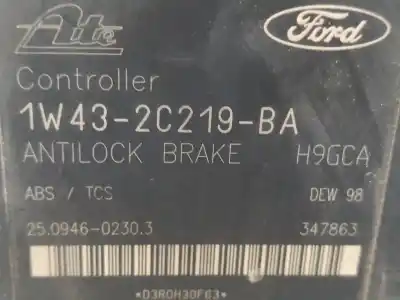 Ate Ford
Controller
1W43-2C219-BA
ANTILOCK BRAKE H9GCA
ABS / TCS DEW 98
25.0946-0230.3 347863
*D3R0H30F63*